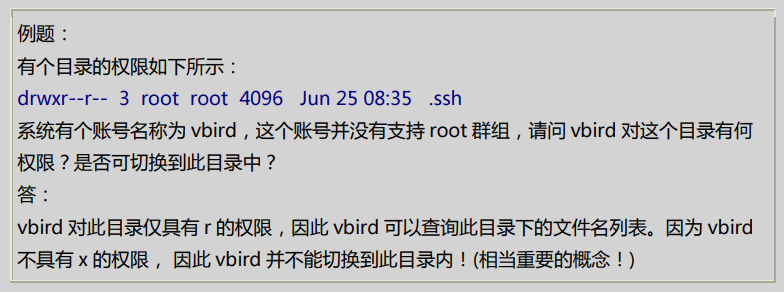 例题：
有个目录的权限如下所示：
drwxr--r-- 3 root root 4096 Jun 25 08:35 .ssh
系统有个账号名称为 vbird，这个账号并没有支持 root 群组，请问 vbird 对这个目录有何
权限？是否可切换到此目录中？
答：
vbird 对此目录仅具有 r 的权限，因此 vbird 可以查询此目录下的文件名列表。因为 vbird
不具有 x 的权限， 因此 vbird 并不能切换到此目录内！(相当重要的概念！)